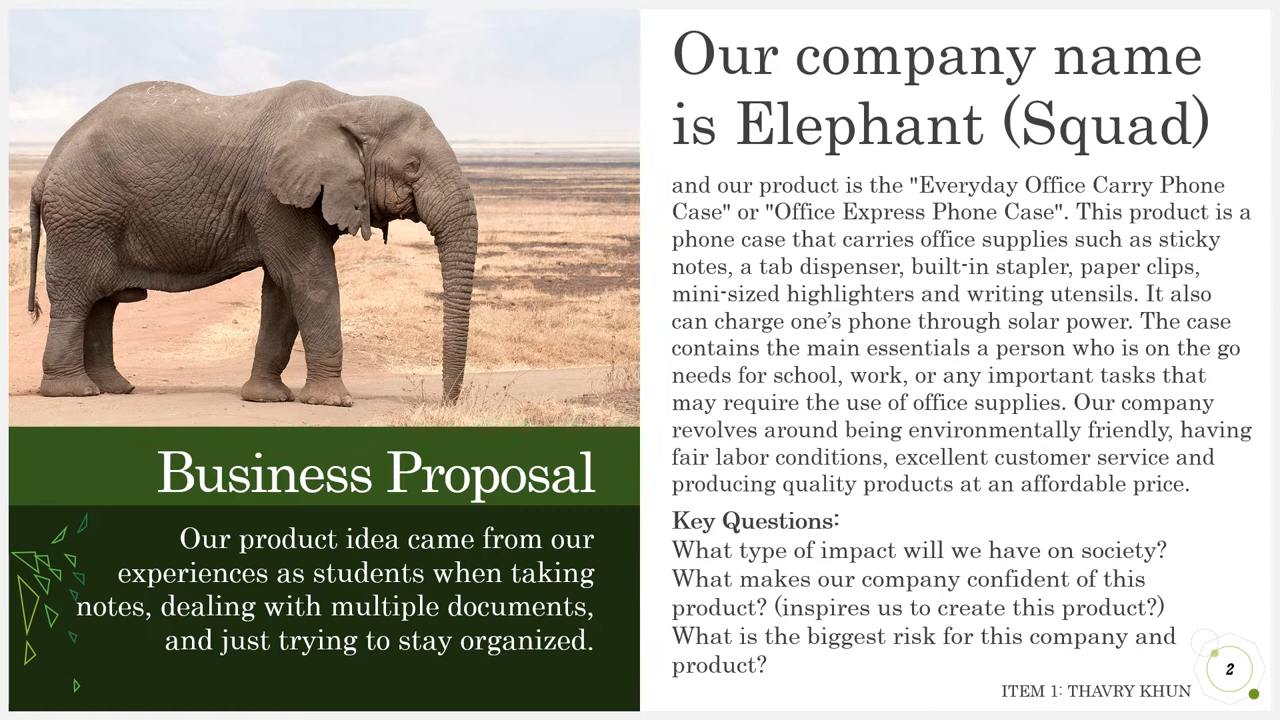 Business Proposal
Our product idea came from our
experiences as students when taking
notes, dealing with multiple documents,
and just trying to stay organized.
Our company name
is Elephant (Squad)
and our product is the "Everyday Office Carry Phone
Case" or "Office Express Phone Case". This product is a
phone case that carries office supplies such as sticky
notes, a tab dispenser, built-in stapler, paper clips,
mini-sized highlighters and writing utensils. It also
can charge one’s phone through solar power. The case
contains the main essentials a person who is on the go
needs for school, work, or any important tasks that
may require the use of office supplies. Our company
revolves around being environmentally friendly, having
fair labor conditions, excellent customer service and
producing quality products at an affordable price.
Key Questions:
What type of impact will we have on society?
What makes our company confident of this
product? (inspires us to create this product?)
What is the biggest risk for this company and
product?
ITEM 1: THAVRY KHUN
2